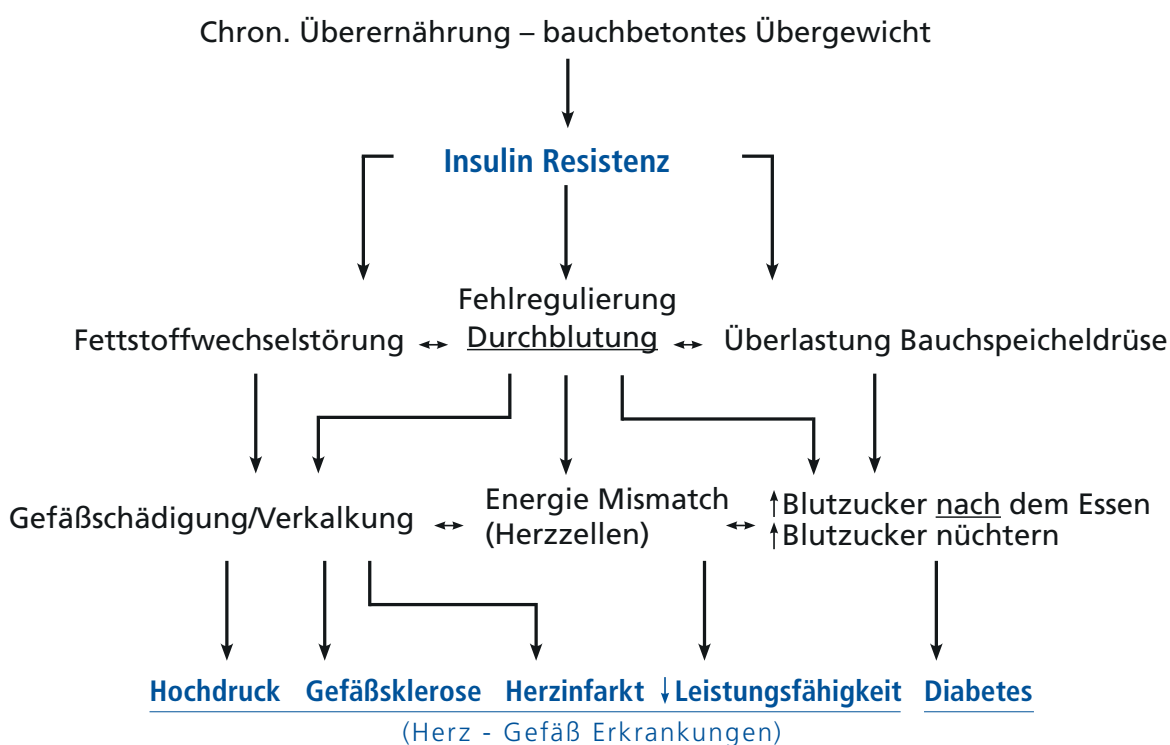 Chron. Überernährung – bauchbetontes Übergewicht
Insulin Resistenz
Fettstoffwechselstörung
Fehlregulierung
Durchblutung
Überlastung Bauchspeicheldrüse
Gefäßschädigung/Verkalkung
Energie Mismatch
(Herzzellen)
↑Blutzucker nach dem Essen
↑Blutzucker nüchtern
Hochdruck Gefäßsklerose Herzinfarkt ↓Leistungsfähigkeit Diabetes
(Herz - Gefäß Erkrankungen)